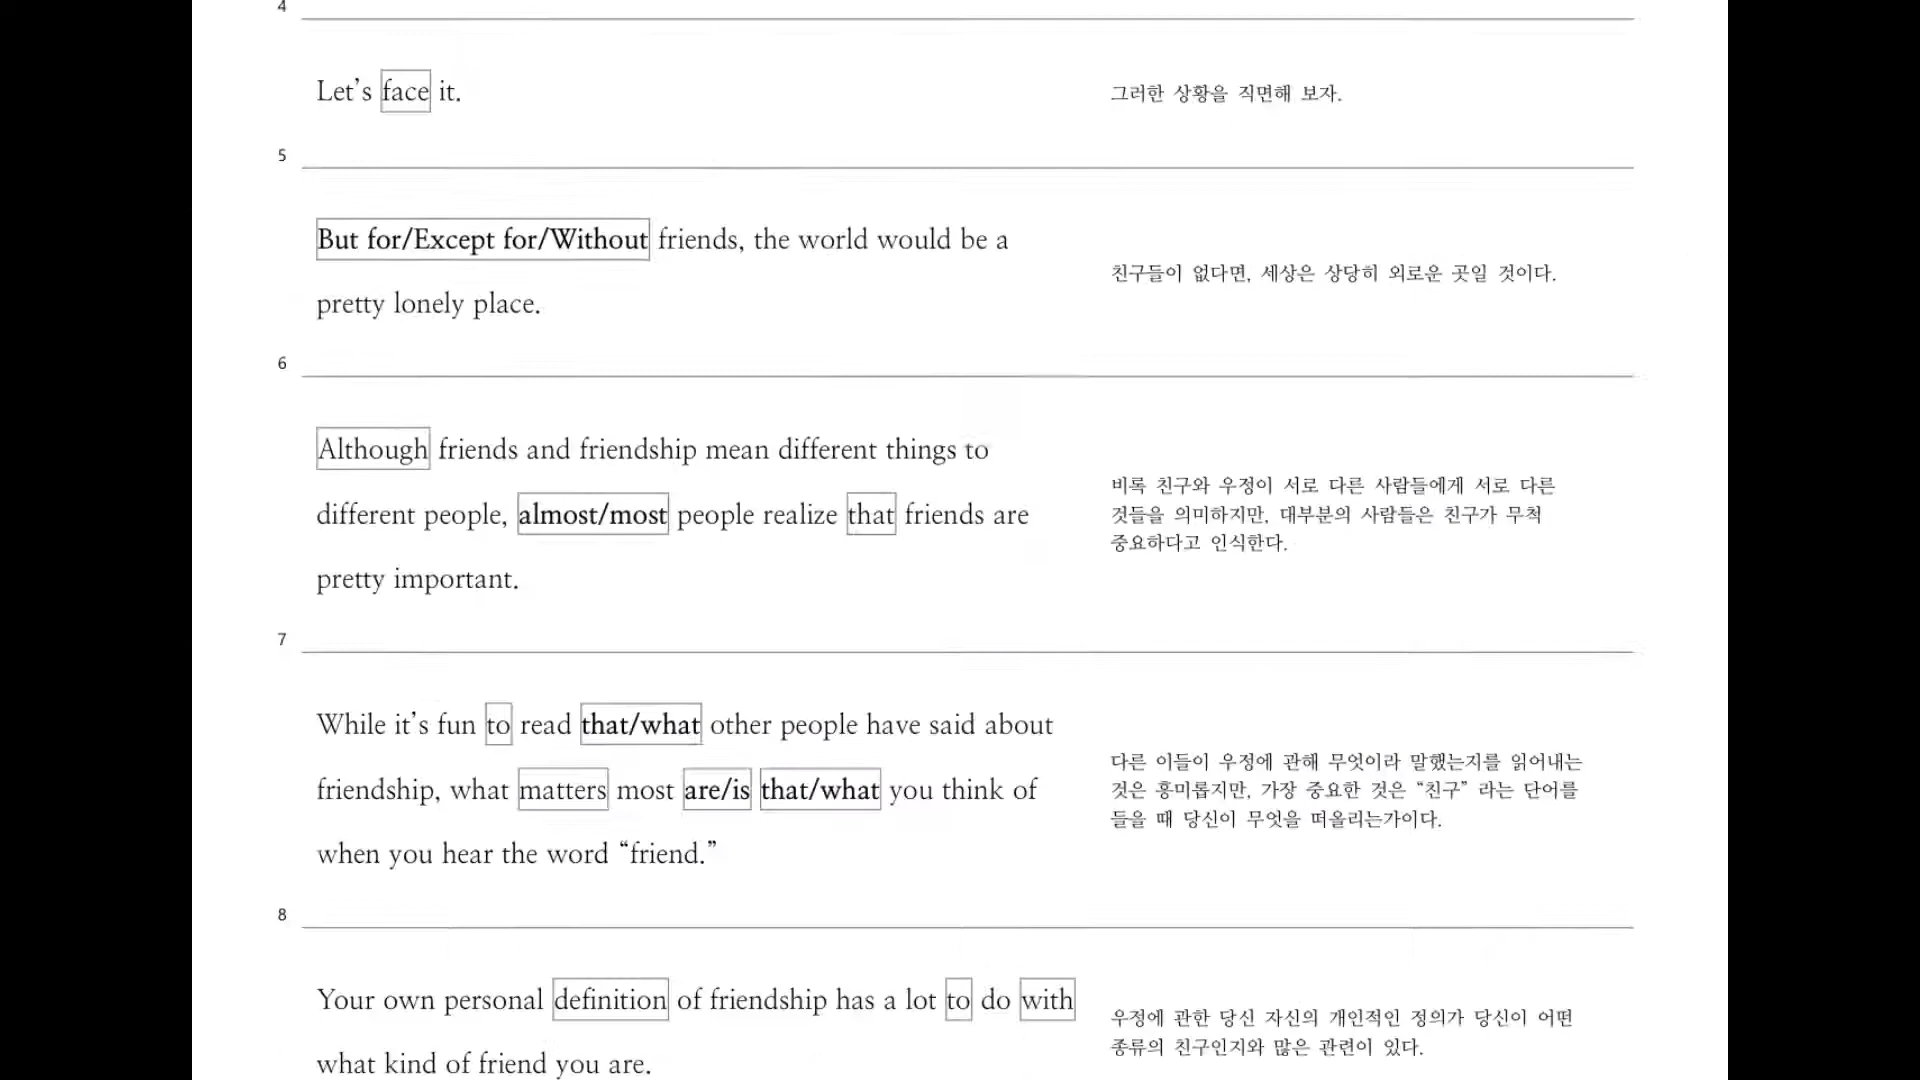 4
Let's face it.
그러한 상황을 직면해 보자.
5
But for/Except for/Without friends, the world would be a
pretty lonely place.
친구들이 없다면, 세상은 상당히 외로운 곳일 것이다.
6
Although friends and friendship mean different things to
different people, almost/most people realize that friends are
pretty important.
비록 친구와 우정이 서로 다른 사람들에게 서로 다른
것들을 의미하지만, 대부분의 사람들은 친구가 무척
중요하다고 인식한다.
7
While it's fun to read that/what other people have said about
friendship, what matters most are/is that/what you think of
when you hear the word “friend.”
다른 이들이 우정에 관해 무엇이라 말했는지를 읽어내는
것은 흥미롭지만, 가장 중요한 것은 “친구” 라는 단어를
들을 때 당신이 무엇을 떠올리는가이다.
8
Your own personal definition of friendship has a lot to do with
what kind of friend you are.
우정에 관한 당신 자신의 개인적인 정의가 당신이 어떤
종류의 친구인지와 많은 관련이 있다.